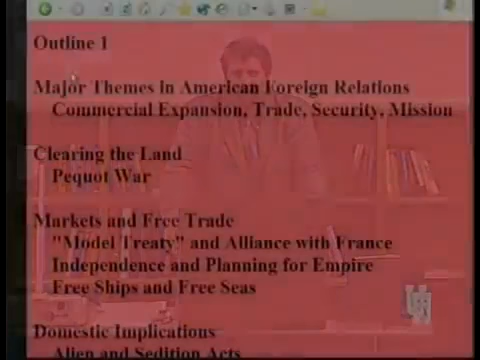 Outline 1
Major Themes in American Foreign Relations
Commercial Expansion, Trade, Security, Mission
Clearing the Land
Pequot War
Markets and Free Trade
"Model Treaty" and Alliance with France
Independence and Planning for Empire
Free Ships and Free Seas
Domestic Implications
Alien and Sedition Acts